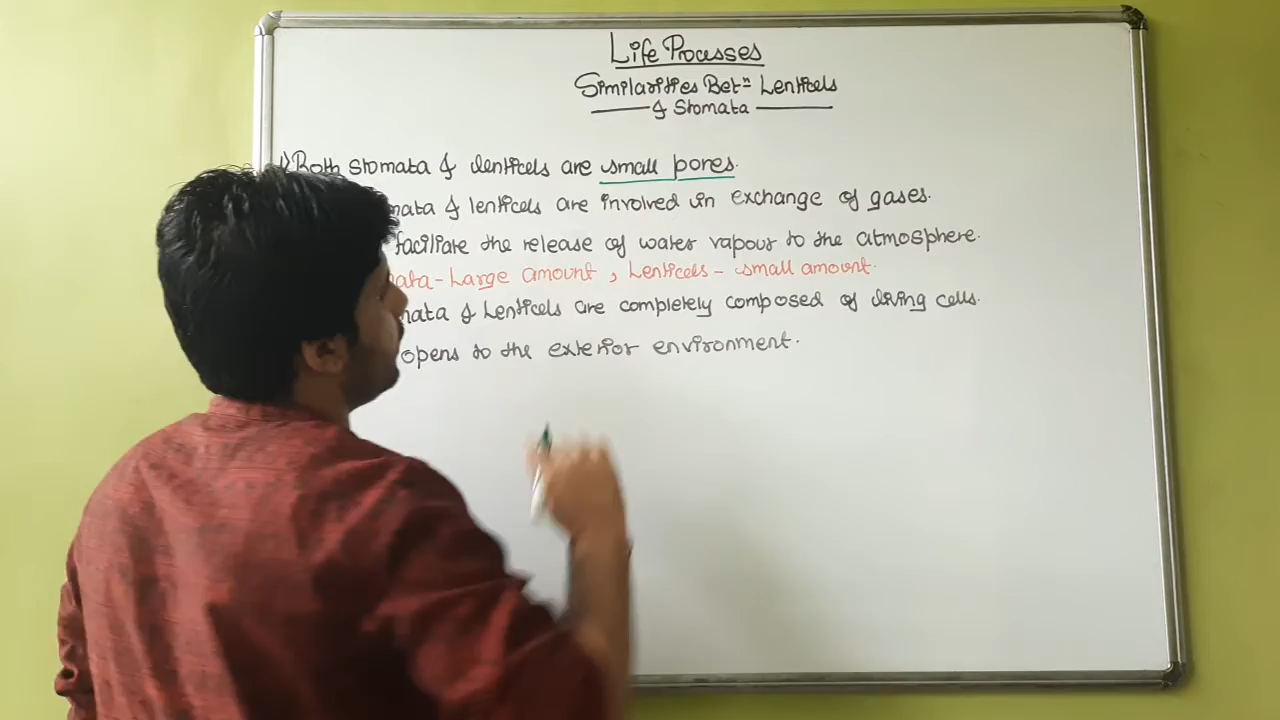 Life Processes
Similarities Betⁿ Lenticels
& Stomata
1) Both stomata & lenticels are small pores.
mata & lenticels are involved in exchange of gases.
facilitate the release of water vapour to the atmosphere.
ata - Large amount, Lenticels - small amount.
mata & Lenticels are completely composed of living cells.
opens to the exterior environment.